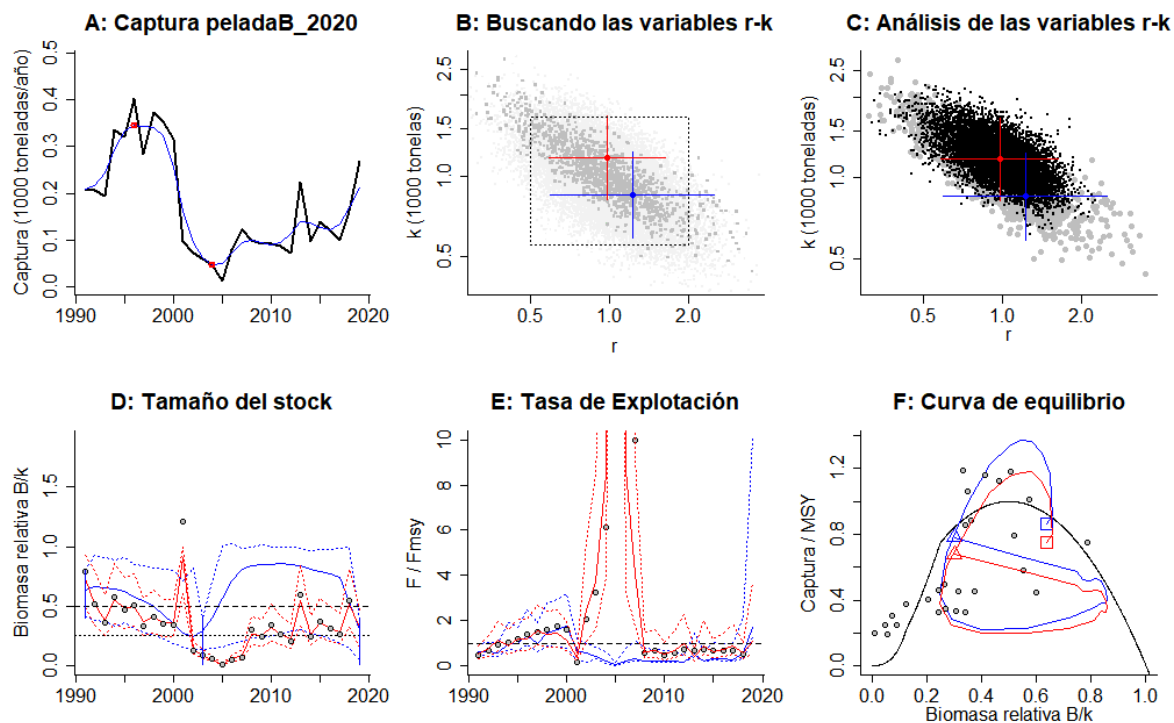 A: Captura peladaB_2020
Captura (1000 toneladas/año)
0.5
0.4
0.3
0.2
0.1
0.0
1990 2000 2010 2020
B: Buscando las variables r-k
k (1000 tonelas)
2.5
1.5
1.0
0.5
0.5 1.0 2.0
r
C: Análisis de las variables r-k
k (1000 toneladas)
2.5
1.5
1.0
0.5
0.5 1.0 2.0
r
D: Tamaño del stock
Biomasa relativa B/k
1.5
1.0
0.5
0.0
1990 2000 2010 2020
E: Tasa de Explotación
F / Fmsy
10
8
6
4
2
0
1990 2000 2010 2020
F: Curva de equilibrio
Captura / MSY
1.2
0.8
0.4
0.0
0.0 0.2 0.4 0.6 0.8 1.0
Biomasa relativa B/k